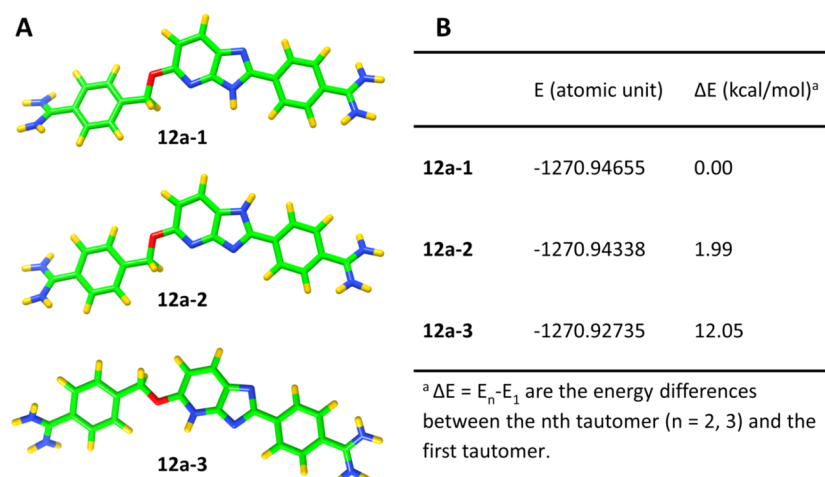 A
12a-1
12a-2
12a-3
B
E (atomic unit) ΔE (kcal/mol)ᵃ
12a-1 -1270.94655 0.00
12a-2 -1270.94338 1.99
12a-3 -1270.92735 12.05
ᵃ ΔE = Eₙ-E₁ are the energy differences
between the nth tautomer (n = 2, 3) and the
first tautomer.